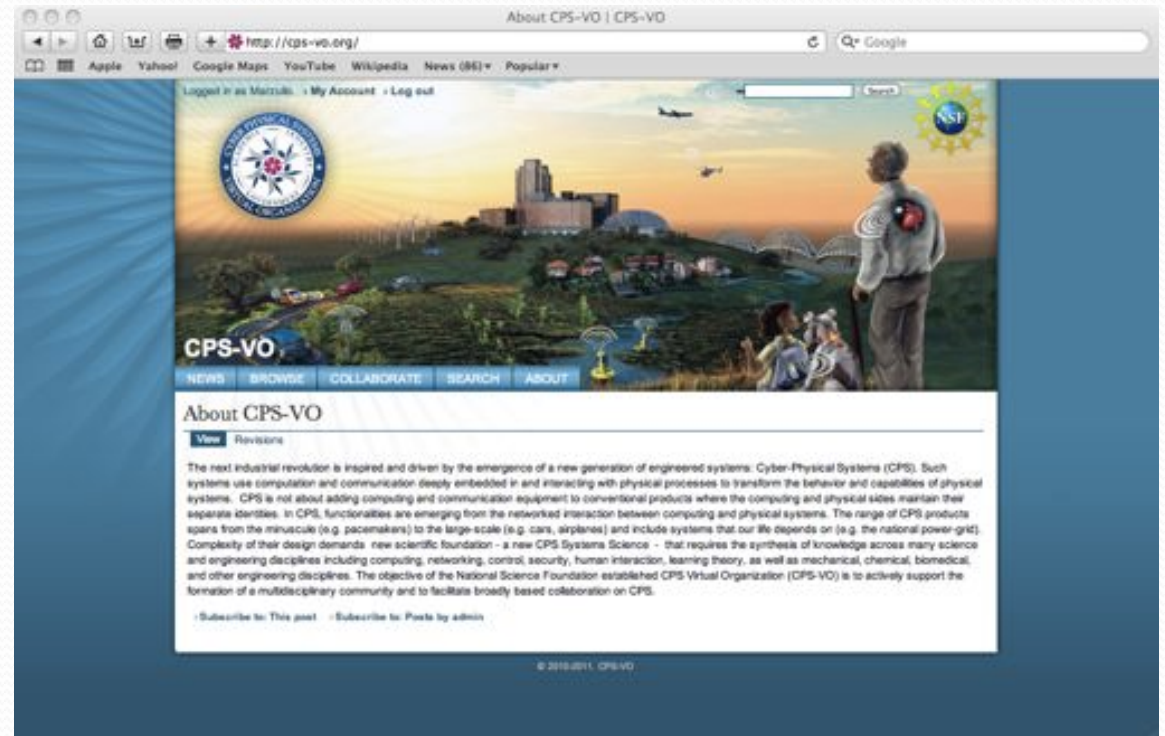 About CPS-VO | CPS-VO
http://cps-vo.org/
Google
Apple Yahoo! Google Maps YouTube Wikipedia News (86) Popular
Logged in as Marzullo › My Account › Log out
Search
NSF
CYBER PHYSICAL SYSTEMS
VIRTUAL ORGANIZATION
CPS-VO
NEWS BROWSE COLLABORATE SEARCH ABOUT
About CPS-VO
View Revisions
The next industrial revolution is inspired and driven by the emergence of a new generation of engineered systems: Cyber-Physical Systems (CPS). Such
systems use computation and communication deeply embedded in and interacting with physical processes to transform the behavior and capabilities of physical
systems. CPS is not about adding computing and communication equipment to conventional products where the computing and physical sides maintain their
separate identities. In CPS, functionalities are emerging from the networked interaction between computing and physical systems. The range of CPS products
spans from the minuscule (e.g. pacemakers) to the large-scale (e.g. cars, airplanes) and include systems that our life depends on (e.g. the national power-grid).
Complexity of their design demands new scientific foundation - a new CPS Systems Science - that requires the synthesis of knowledge across many science
and engineering disciplines including computing, networking, control, security, human interaction, learning theory, as well as mechanical, chemical, biomedical,
and other engineering disciplines. The objective of the National Science Foundation established CPS Virtual Organization (CPS-VO) is to actively support the
formation of a multidisciplinary community and to facilitate broadly based collaboration on CPS.
› Subscribe to: This post › Subscribe to: Posts by admin
© 2010-2011, CPS-VO